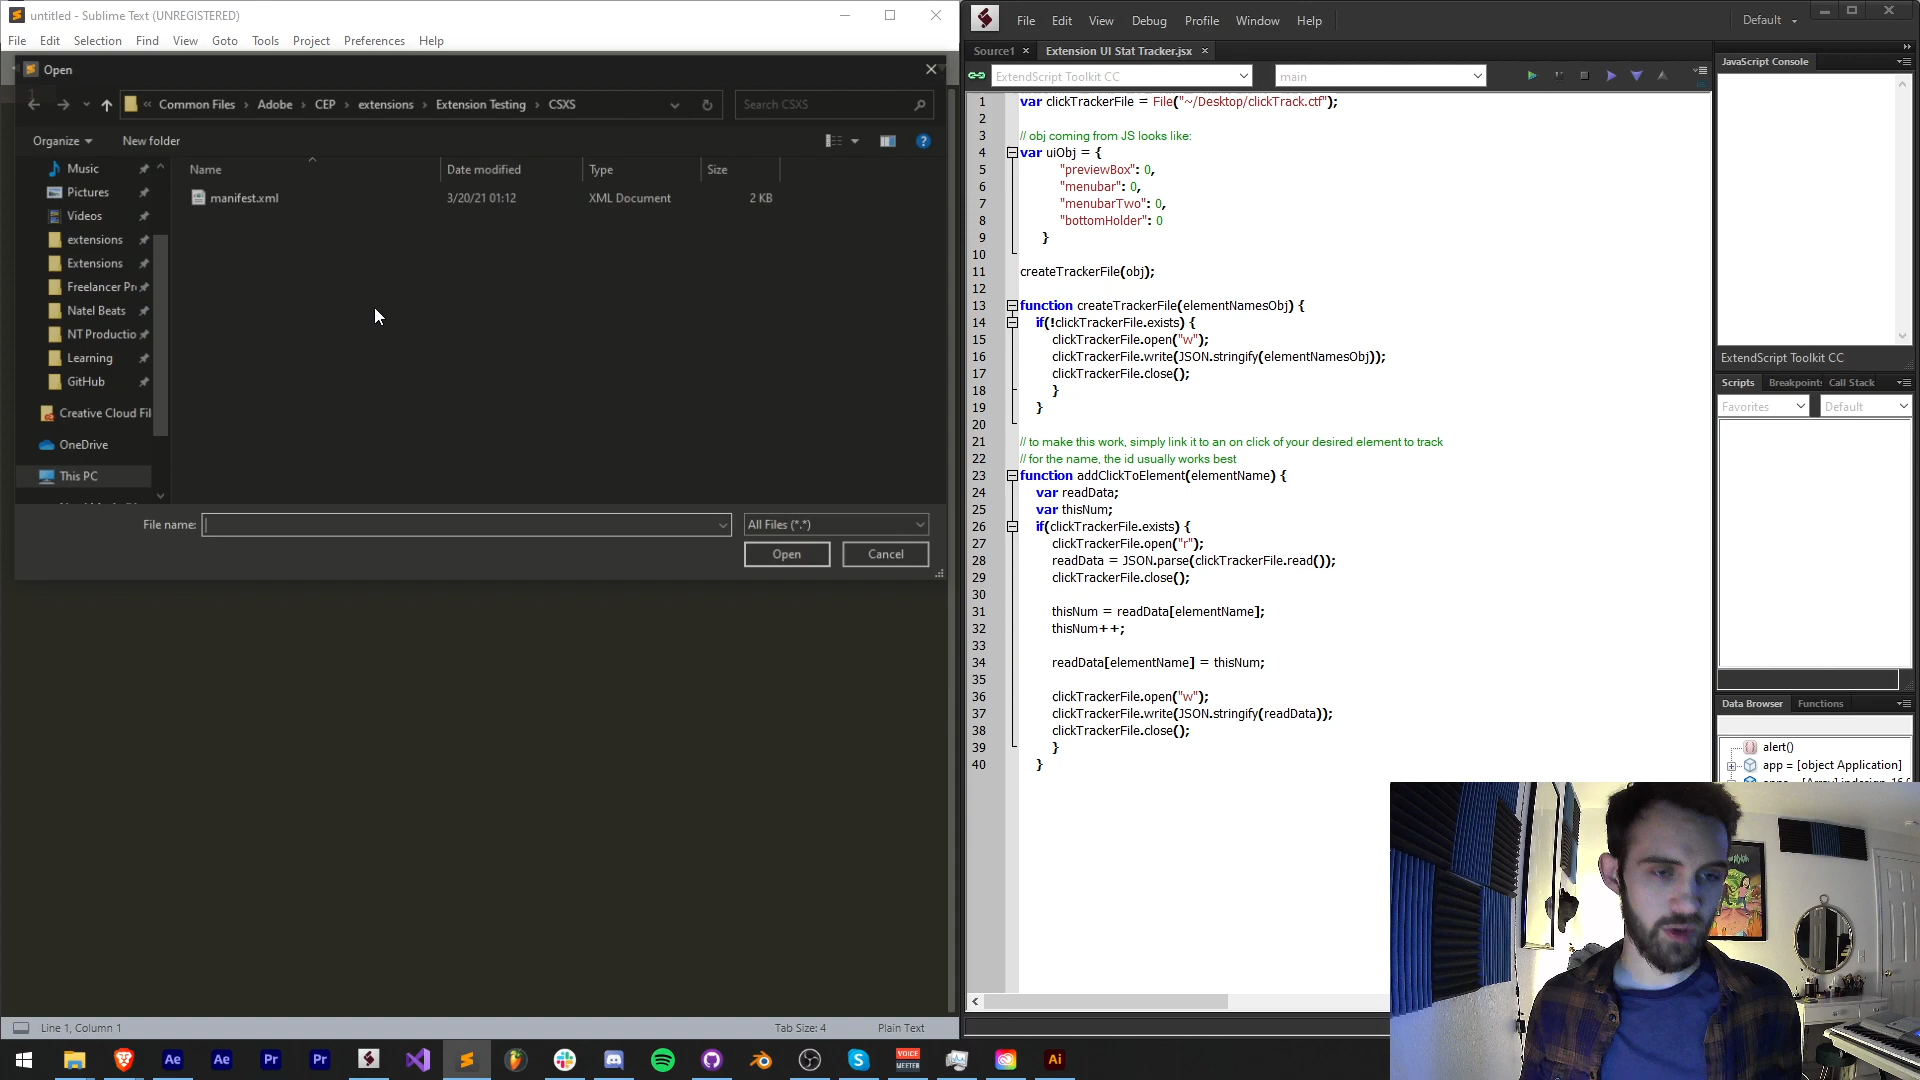 untitled - Sublime Text (UNREGISTERED)
File Edit Selection Find View Goto Tools Project Preferences Help
Open
« Common Files › Adobe › CEP › extensions › Extension Testing › CSXS
Search CSXS
Organize New folder
Name Date modified Type Size
manifest.xml 3/20/21 01:12 XML Document 2 KB
Music
Pictures
Videos
extensions
Extensions
Freelancer Pr
Natel Beats
NT Productio
Learning
GitHub
Creative Cloud Fil
OneDrive
This PC
File name:
All Files (*.*)
Open Cancel
Line 1, Column 1 Tab Size: 4 Plain Text
File Edit View Debug Profile Window Help
Default
Source1 × Extension UI Stat Tracker.jsx ×
ExtendScript Toolkit CC main
1 var clickTrackerFile = File("~/Desktop/clickTrack.ctf");
2
3 // obj coming from JS looks like:
4 var uiObj = {
5 "previewBox": 0,
6 "menubar": 0,
7 "menubarTwo": 0,
8 "bottomHolder": 0
9 }
10
11 createTrackerFile(obj);
12
13 function createTrackerFile(elementNamesObj) {
14 if(!clickTrackerFile.exists) {
15 clickTrackerFile.open("w");
16 clickTrackerFile.write(JSON.stringify(elementNamesObj));
17 clickTrackerFile.close();
18 }
19 }
20
21 // to make this work, simply link it to an on click of your desired element to track
22 // for the name, the id usually works best
23 function addClickToElement(elementName) {
24 var readData;
25 var thisNum;
26 if(clickTrackerFile.exists) {
27 clickTrackerFile.open("r");
28 readData = JSON.parse(clickTrackerFile.read());
29 clickTrackerFile.close();
30
31 thisNum = readData[elementName];
32 thisNum++;
33
34 readData[elementName] = thisNum;
35
36 clickTrackerFile.open("w");
37 clickTrackerFile.write(JSON.stringify(readData));
38 clickTrackerFile.close();
39 }
40 }
JavaScript Console
ExtendScript Toolkit CC
Scripts Breakpoints Call Stack
Favorites Default
Data Browser Functions
alert()
app = [object Application]
Ae Ae Pr Pr VOICE MEETER Ai